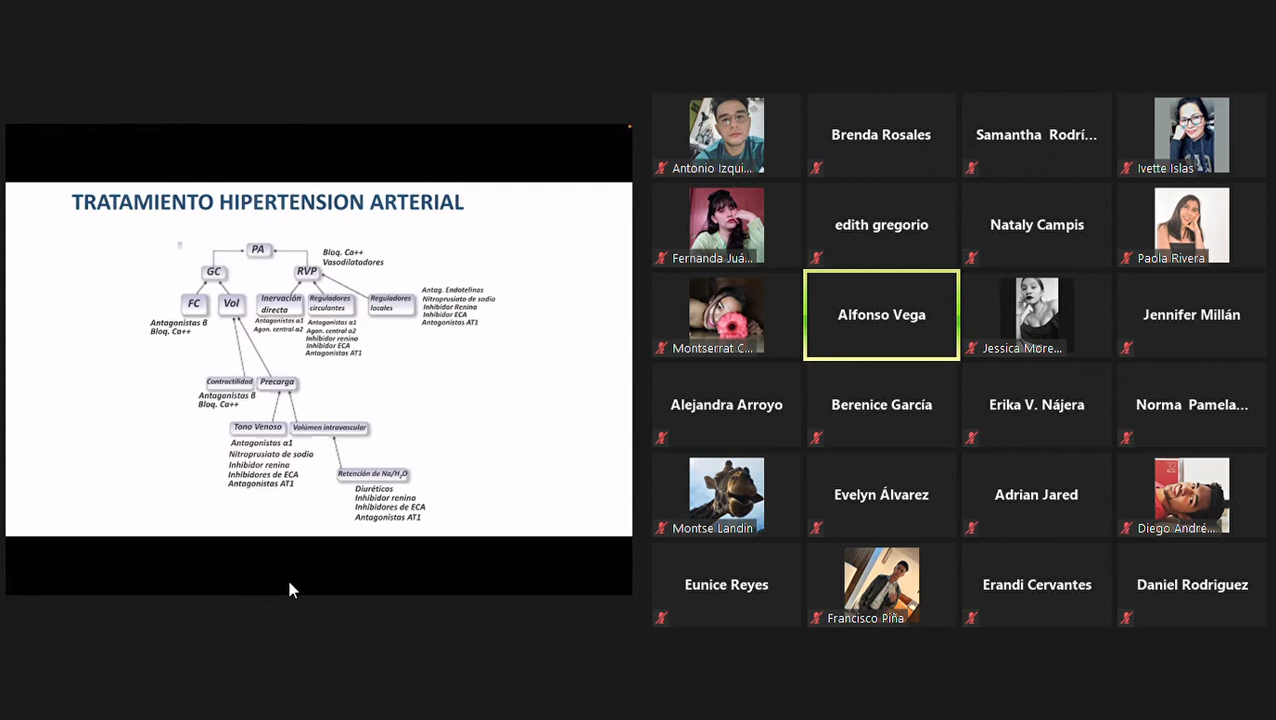 TRATAMIENTO HIPERTENSION ARTERIAL
PA
Bloq. Ca++
Vasodilatadores
GC
RVP
FC
Vol
Inervación
directa
Reguladores
circulantes
Reguladores
locales
Antag. Endotelinas
Nitroprusiato de sodio
Inhibidor Renina
Inhibidor ECA
Antagonistas AT1
Antagonistas β
Bloq. Ca++
Antagonistas α1
Agon. central α2
Antagonistas α1
Agon. central α2
Inhibidor renina
Inhibidor ECA
Antagonistas AT1
Contractilidad
Precarga
Antagonistas β
Bloq. Ca++
Tono Venoso
Volúmen intravascular
Antagonistas α1
Nitroprusiato de sodio
Inhibidor renina
Inhibidores de ECA
Antagonistas AT1
Retención de Na/H₂O
Diuréticos
Inhibidor renina
Inhibidores de ECA
Antagonistas AT1
Antonio Izqui...
Brenda Rosales
Samantha Rodrí...
Ivette Islas
Fernanda Juá...
edith gregorio
Nataly Campis
Paola Rivera
Montserrat C...
Alfonso Vega
Jessica More...
Jennifer Millán
Alejandra Arroyo
Berenice García
Erika V. Nájera
Norma Pamela...
Montse Landin
Evelyn Álvarez
Adrian Jared
Diego André...
Eunice Reyes
Francisco Piña
Erandi Cervantes
Daniel Rodriguez